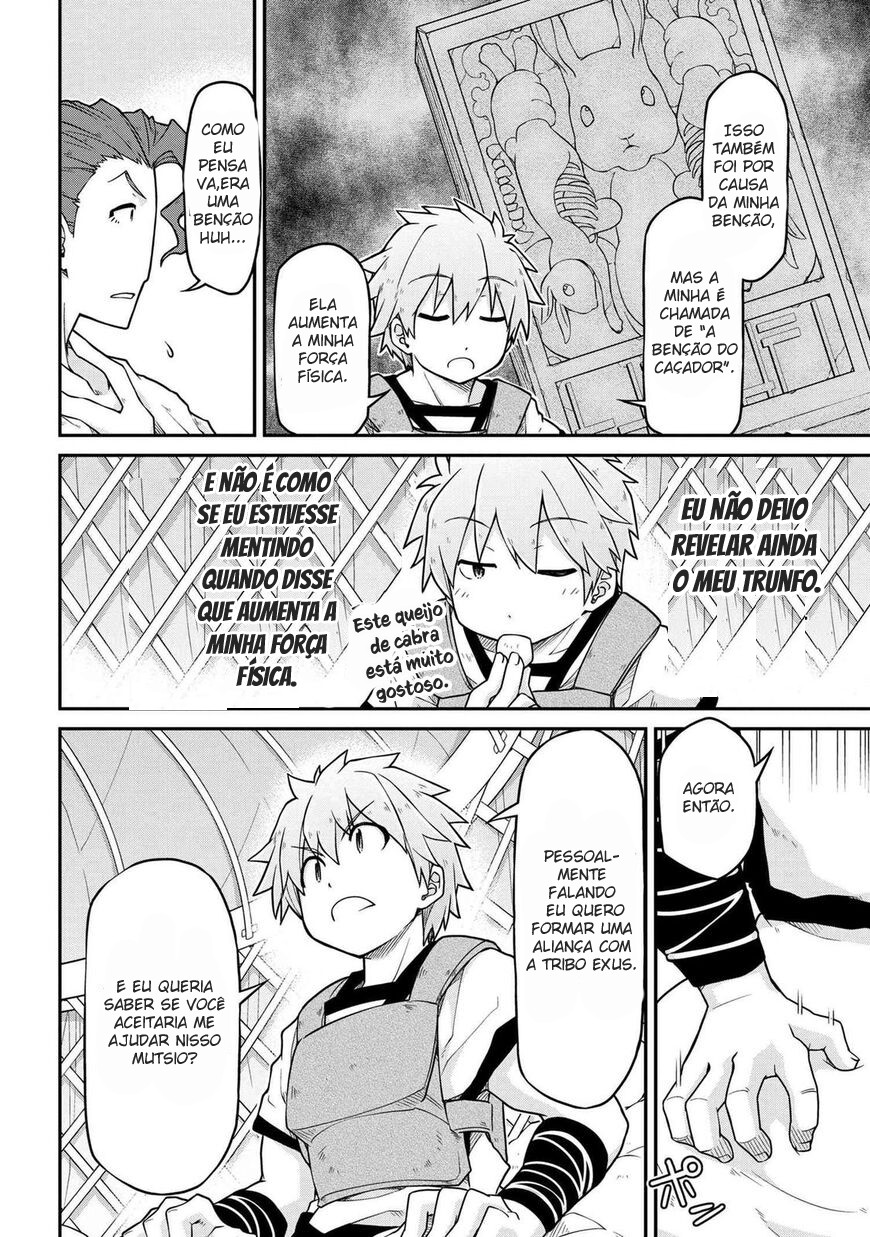 ISSO
TAMBÉM
FOI POR
CAUSA
DA MINHA
BENÇÃO,
MAS A
MINHA É
CHAMADA
DE "A
BENÇÃO DO
CAÇADOR".
ELA
AUMENTA
A MINHA
FORÇA
FÍSICA.
COMO
EU
PENSA
VA,ERA
UMA
BENÇÃO
HUH...
EU NÃO DEVO
REVELAR AINDA
O MEU TRUNFO.
Este queijo
de cabra
está muito
gostoso.
E NÃO É COMO
SE EU ESTIVESSE
MENTINDO
QUANDO DISSE
QUE AUMENTA A
MINHA FORÇA
FÍSICA.
AGORA
ENTÃO.
ポン
PESSOAL-
MENTE
FALANDO
EU QUERO
FORMAR UMA
ALIANÇA COM
A TRIBO EXUS.
E EU QUERIA
SABER SE VOCÊ
ACEITARIA ME
AJUDAR NISSO
MUTSIO?